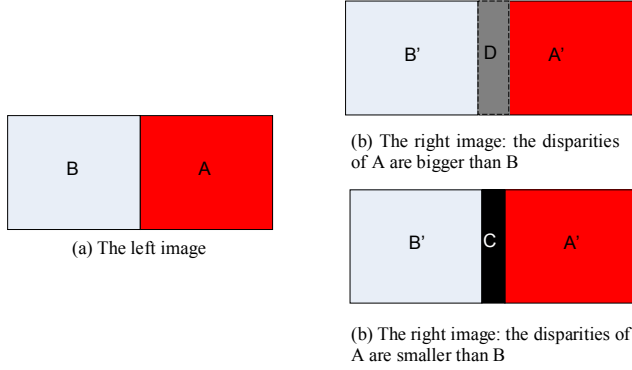 B
A
(a) The left image
B'
D
A'
(b) The right image: the disparities
of A are bigger than B
B'
C
A'
(b) The right image: the disparities of
A are smaller than B